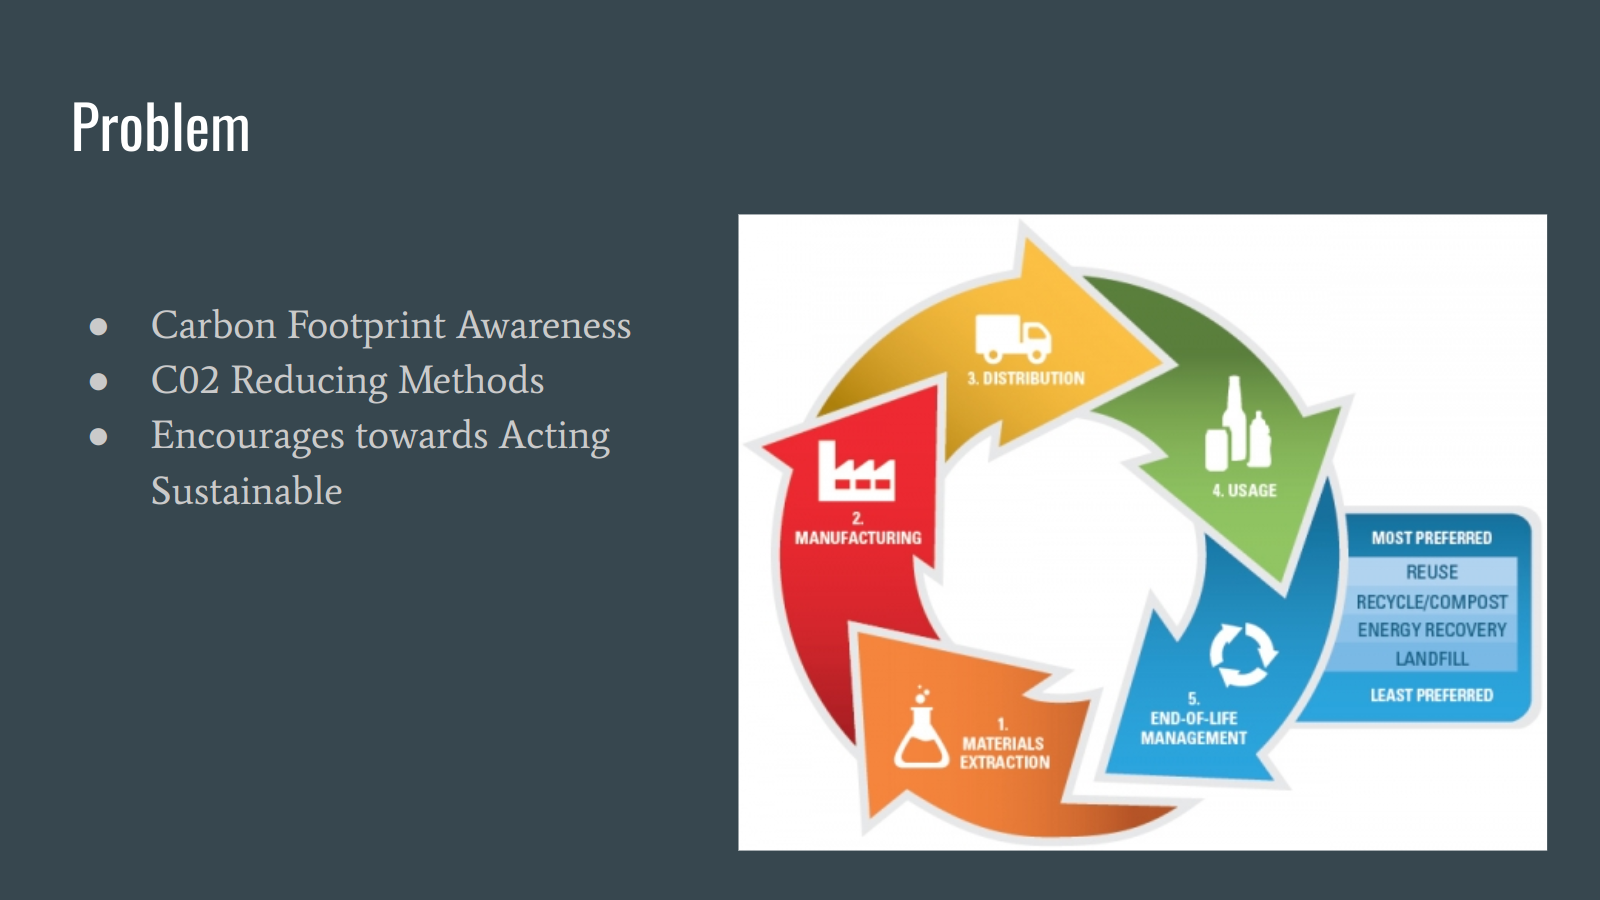 Problem
● Carbon Footprint Awareness
● C02 Reducing Methods
● Encourages towards Acting
Sustainable
3. DISTRIBUTION
4. USAGE
2.
MANUFACTURING
MOST PREFERRED
REUSE
RECYCLE/COMPOST
ENERGY RECOVERY
LANDFILL
LEAST PREFERRED
5.
END-OF-LIFE
MANAGEMENT
1.
MATERIALS
EXTRACTION